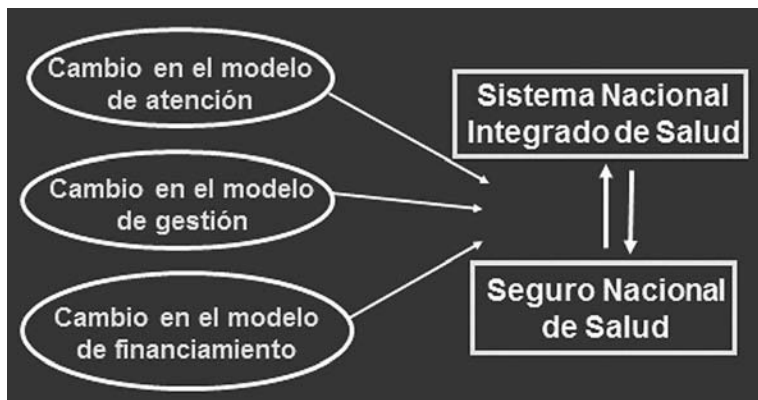 Cambio en el modelo
de atención
Cambio en el modelo
de gestión
Cambio en el modelo
de financiamiento
Sistema Nacional
Integrado de Salud
Seguro Nacional
de Salud